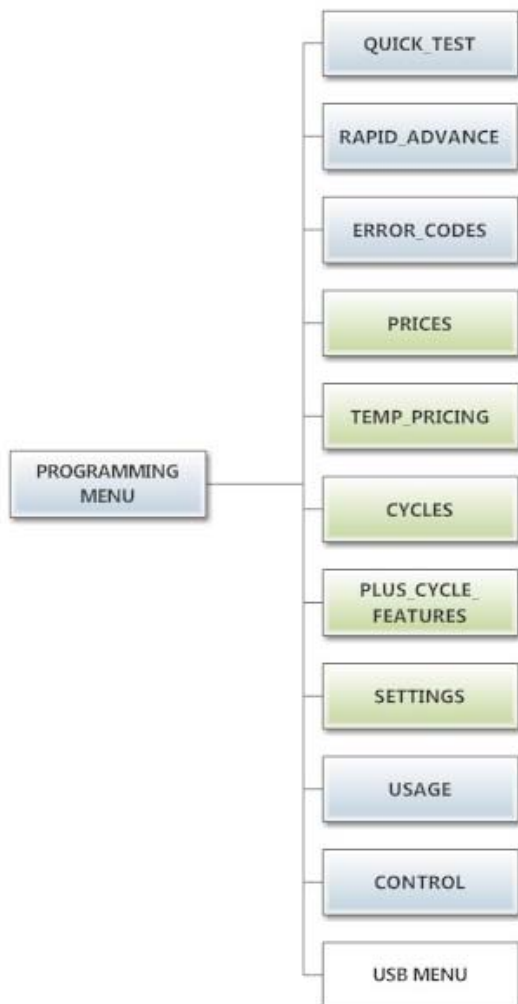 QUICK_TEST
RAPID_ADVANCE
ERROR_CODES
PRICES
TEMP_PRICING
PROGRAMMING
MENU
CYCLES
PLUS_CYCLE_
FEATURES
SETTINGS
USAGE
CONTROL
USB MENU